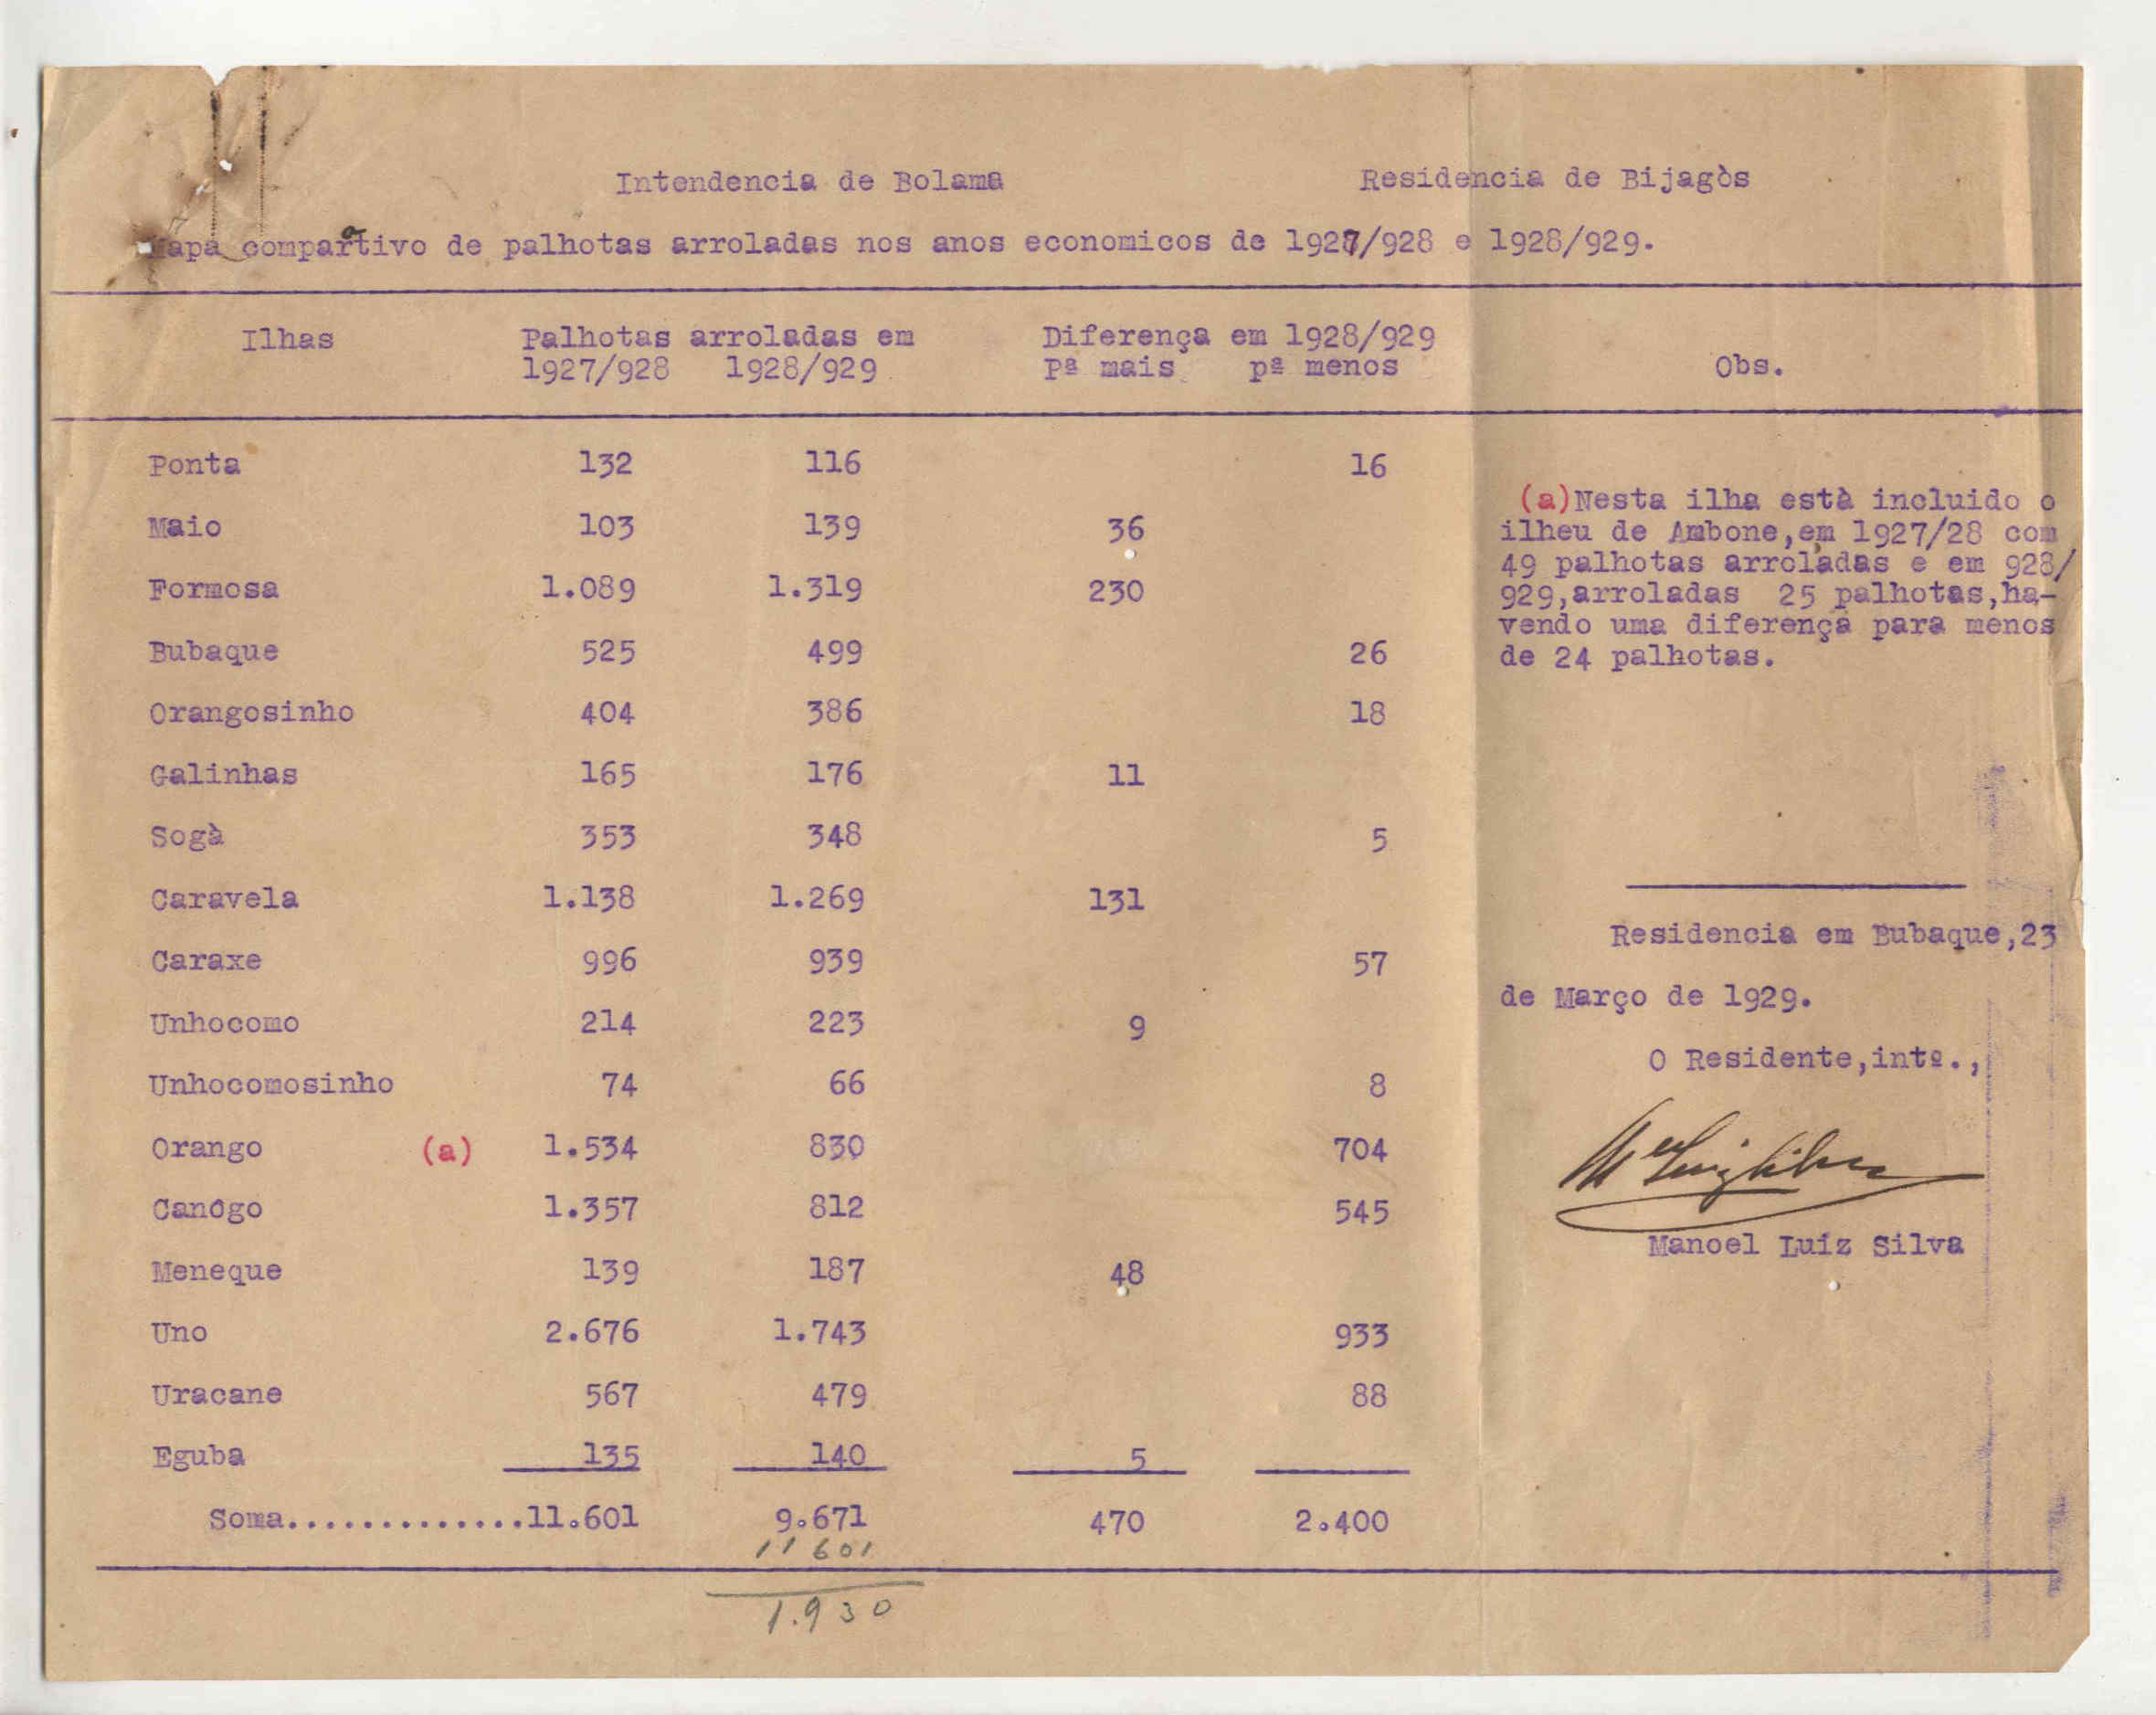 Intendencia de Bolama Residencia de Bijagòs
Mapa comparativo de palhotas arroladas nos anos economicos de 1927/928 e 1928/929.
Ilhas Palhotas arroladas em Diferença em 1928/929
1927/928 1928/929 Pª mais pª menos Obs.
Ponta 132 116 16
Maio 103 139 36
Formosa 1.089 1.319 230
Bubaque 525 499 26
Orangosinho 404 386 18
Galinhas 165 176 11
Sogà 353 348 5
Caravela 1.138 1.269 131
Caraxe 996 939 57
Unhocomo 214 223 9
Unhocomosinho 74 66 8
Orango (a) 1.534 830 704
Canogo 1.357 812 545
Meneque 139 187 48
Uno 2.676 1.743 933
Uracane 567 479 88
Eguba 135 140 5
Soma..............11.601 9.671 470 2.400
11 601
1.930
(a)Nesta ilha està incluido o
ilheu de Ambone,em 1927/28 com
49 palhotas arroladas e em 928/
929,arroladas 25 palhotas,ha-
vendo uma diferença para menos
de 24 palhotas.
Residencia em Bubaque,23
de Março de 1929.
O Residente,intº.,
Mel Luiz Silva
Manoel Luiz Silva